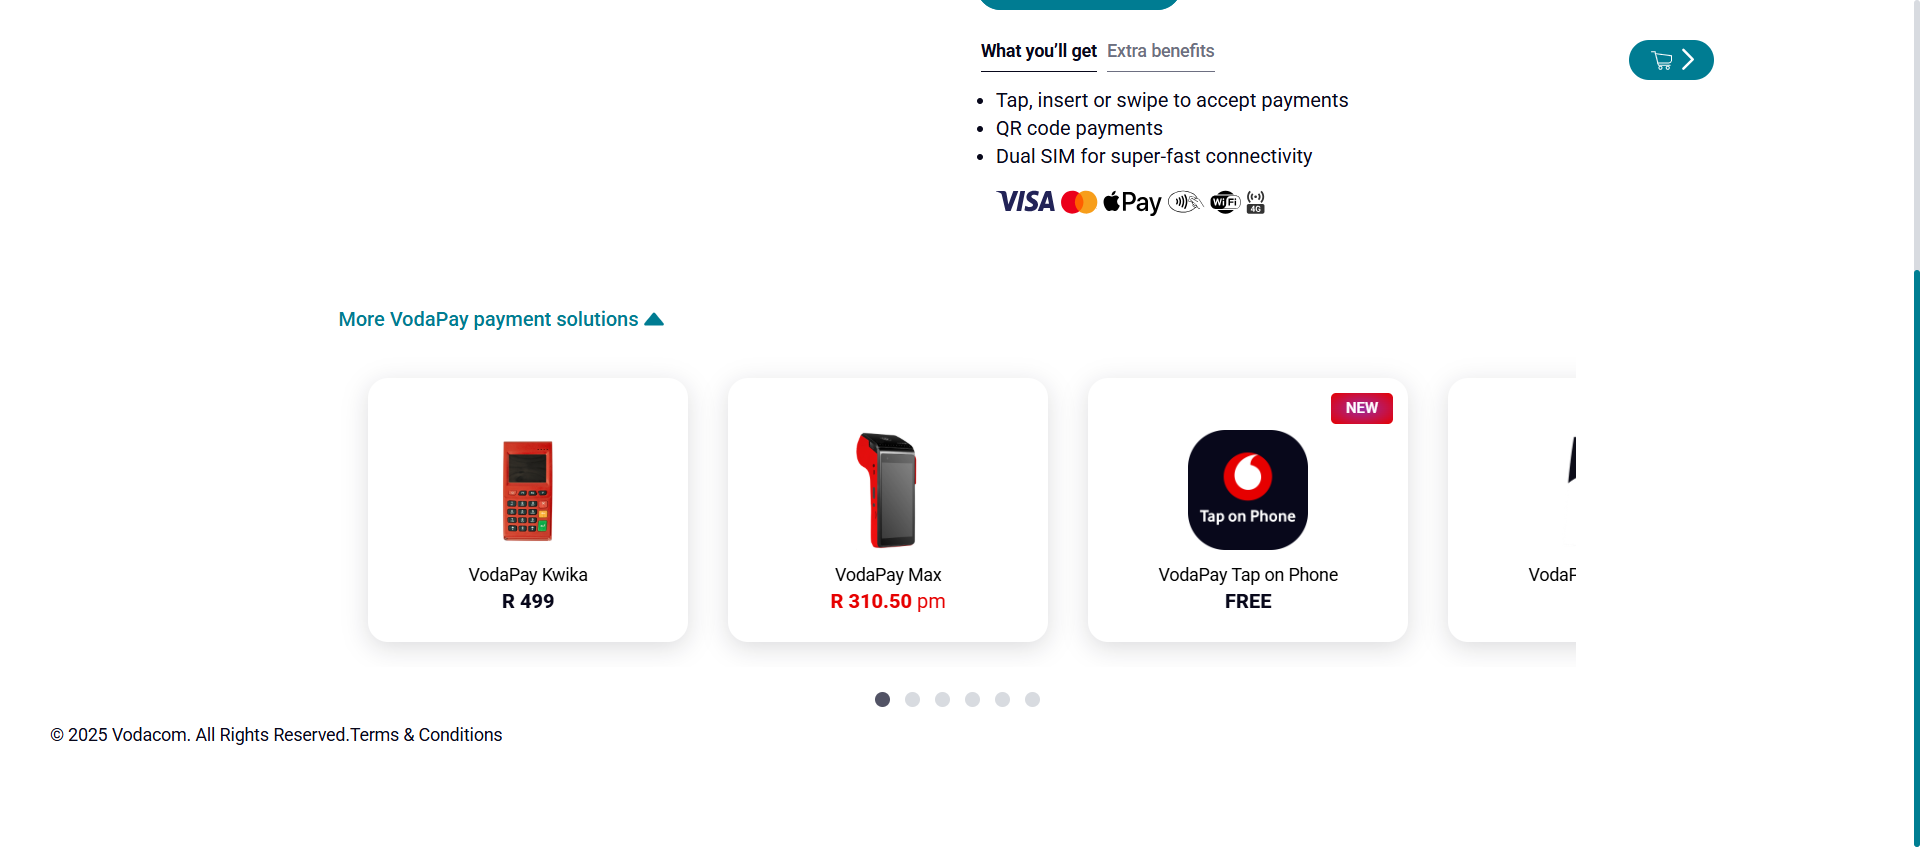 What you’ll get Extra benefits
Tap, insert or swipe to accept payments
QR code payments
Dual SIM for super-fast connectivity
VISA Pay WiFi 4G
More VodaPay payment solutions
NEW
Tap on Phone
VodaPay Kwika
R 499
VodaPay Max
R 310.50 pm
VodaPay Tap on Phone
FREE
© 2025 Vodacom. All Rights Reserved.Terms & Conditions